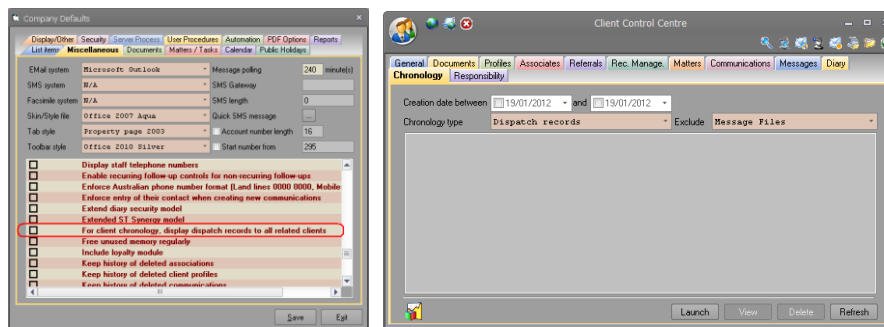 Company Defaults
Display/Other Security Server Process User Procedures Automation PDF Options Reports
List items Miscellaneous Documents Matters / Tasks Calendar Public Holidays
EMail system Microsoft Outlook Message polling 240 minute(s)
SMS system N/A SMS Gateway
Facsimile system N/A SMS length 0
Skin/Style file Office 2007 Aqua Quick SMS message ...
Tab style Property page 2003 Account number length 16
Toolbar style Office 2010 Silver Start number from 295
Display staff telephone numbers
Enable recurring follow-up controls for non-recurring follow-ups
Enforce Australian phone number format (Land lines 0000 0000, Mobile
Enforce entry of their contact when creating new communications
Extend diary security model
Extended ST Synergy model
For client chronology, display dispatch records to all related clients
Free unused memory regularly
Include loyalty module
Keep history of deleted associations
Keep history of deleted client profiles
Keep history of deleted communications
Save Exit
Client Control Centre
General Documents Profiles Associates Referrals Rec. Manage. Matters Communications Messages Diary
Chronology Responsibility
Creation date between 19/01/2012 and 19/01/2012
Chronology type Dispatch records Exclude Message Files
Launch View Delete Refresh